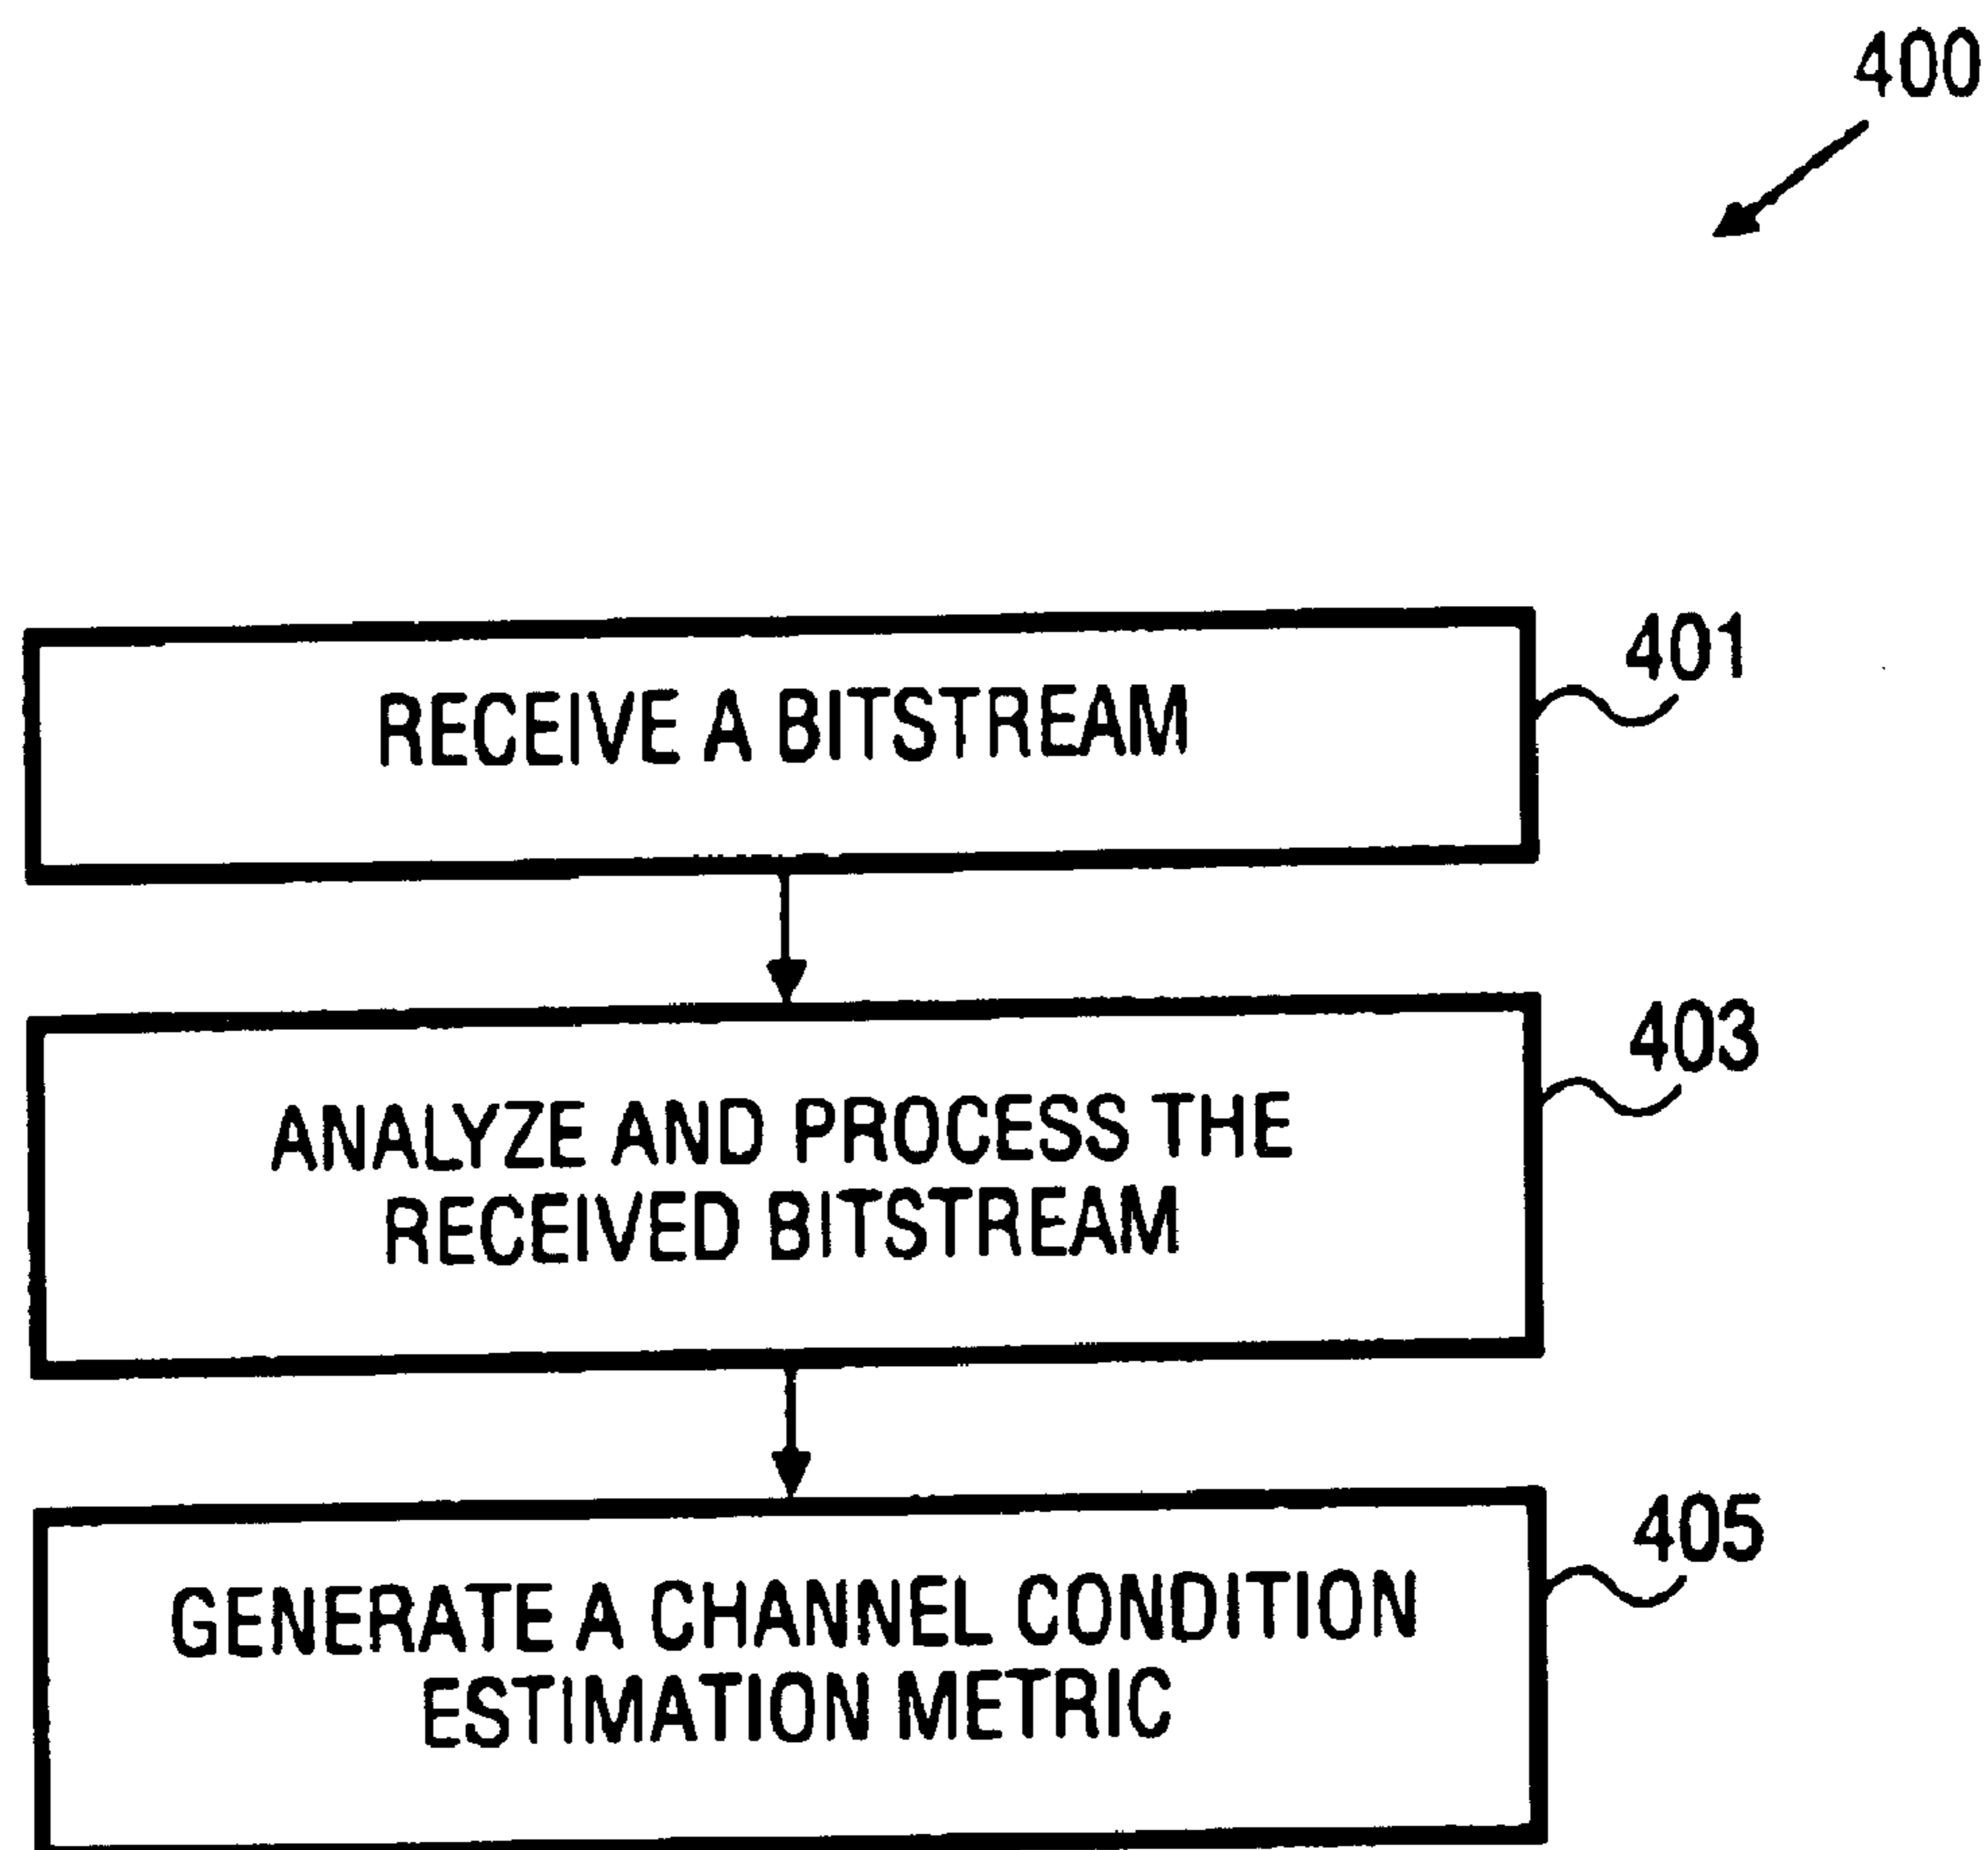 400
RECEIVE A BITSTREAM
401
ANALYZE AND PROCESS THE
RECEIVED BITSTREAM
403
GENERATE A CHANNEL CONDITION
ESTIMATION METRIC
405